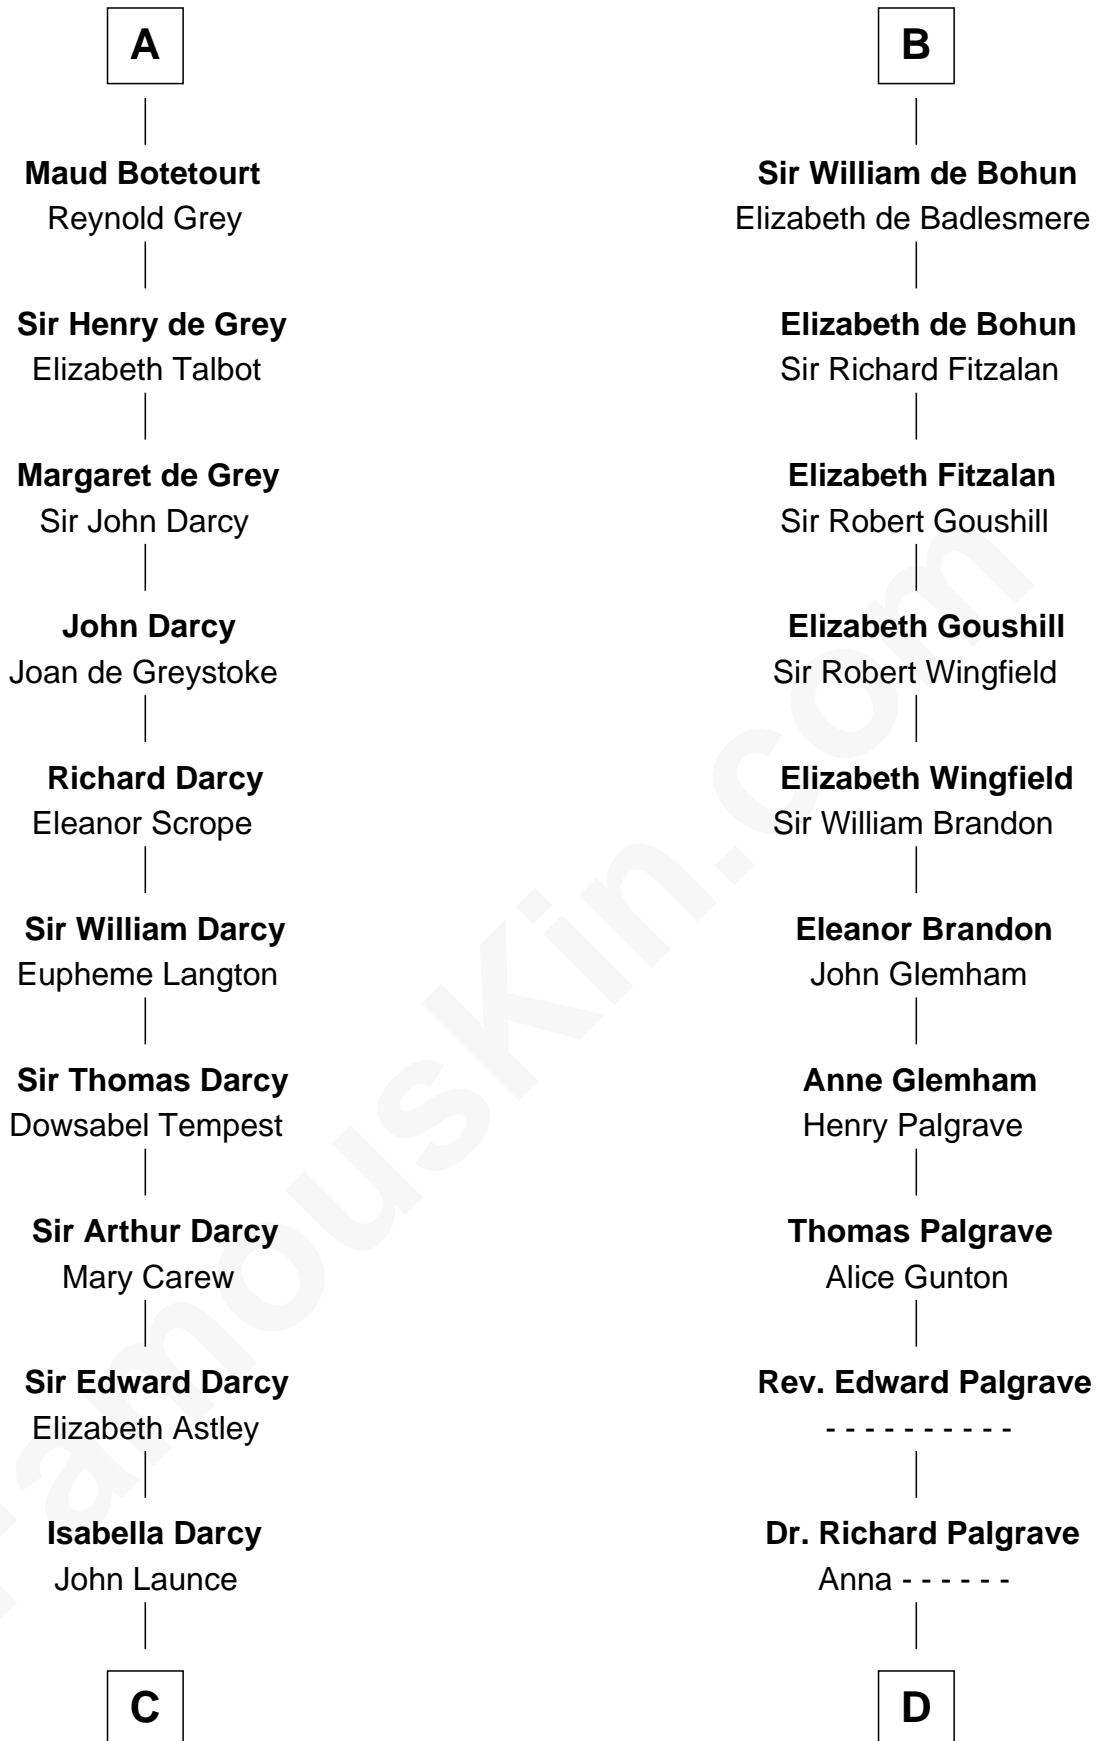 A
Maud Botetourt
Reynold Grey
Sir Henry de Grey
Elizabeth Talbot
Margaret de Grey
Sir John Darcy
John Darcy
Joan de Greystoke
Richard Darcy
Eleanor Scrope
Sir William Darcy
Eupheme Langton
Sir Thomas Darcy
Dowsabel Tempest
Sir Arthur Darcy
Mary Carew
Sir Edward Darcy
Elizabeth Astley
Isabella Darcy
John Launce
C
B
Sir William de Bohun
Elizabeth de Badlesmere
Elizabeth de Bohun
Sir Richard Fitzalan
Elizabeth Fitzalan
Sir Robert Goushill
Elizabeth Goushill
Sir Robert Wingfield
Elizabeth Wingfield
Sir William Brandon
Eleanor Brandon
John Glemham
Anne Glemham
Henry Palgrave
Thomas Palgrave
Alice Gunton
Rev. Edward Palgrave
- - - - - - - - - -
Dr. Richard Palgrave
Anna - - - - - -
D
FamousKin.com